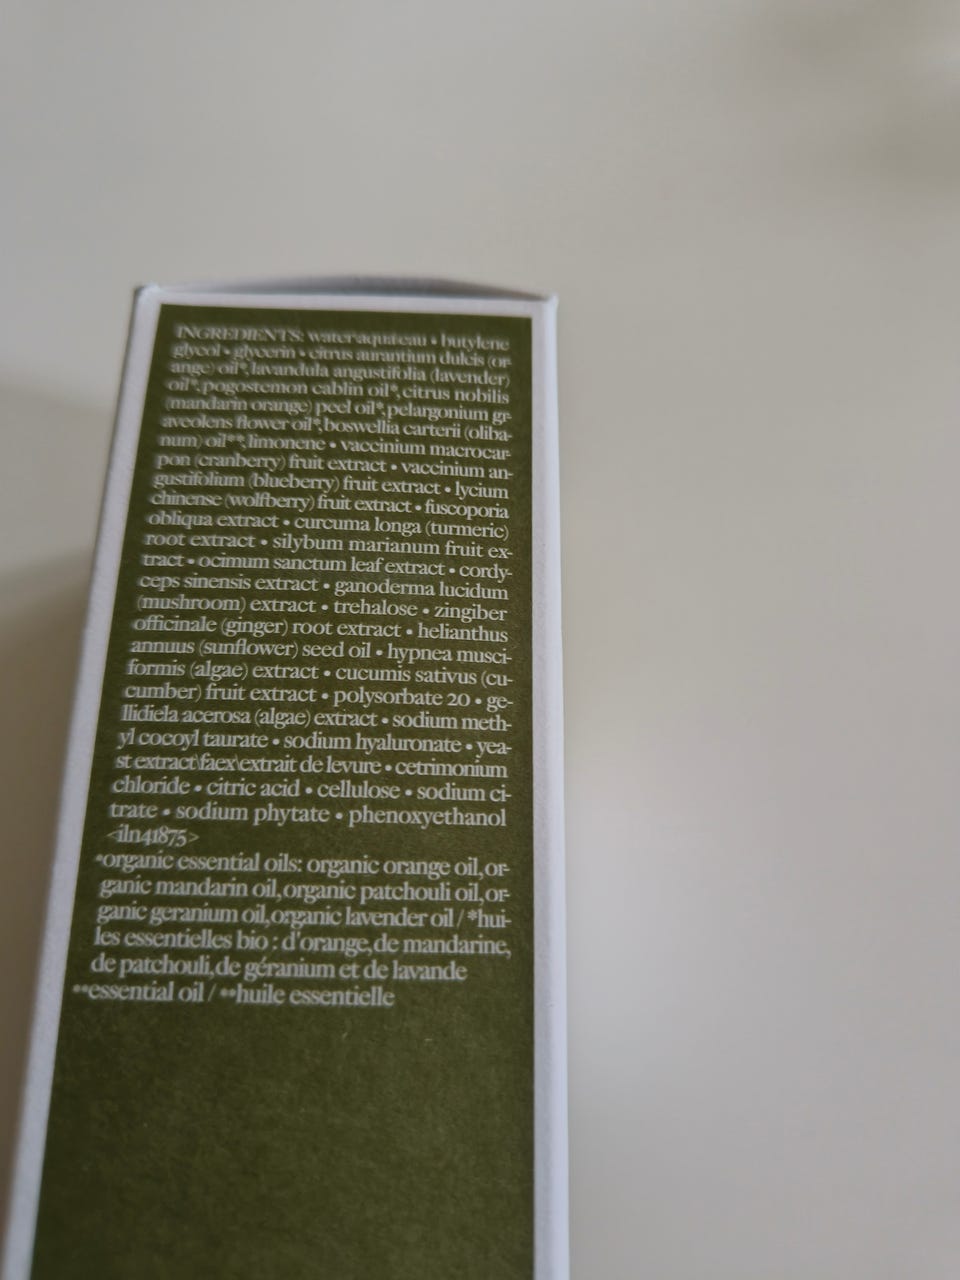 INGREDIENTS: water\aqua\eau • butylene
glycol • glycerin • citrus aurantium dulcis (or-
ange) oil*, lavandula angustifolia (lavender)
oil*, pogostemon cablin oil*, citrus nobilis
(mandarin orange) peel oil*, pelargonium gr-
aveolens flower oil*, boswellia carterii (oliba-
num) oil**, limonene • vaccinium macrocar-
pon (cranberry) fruit extract • vaccinium an-
gustifolium (blueberry) fruit extract • lycium
chinense (wolfberry) fruit extract • fuscoporia
obliqua extract • curcuma longa (turmeric)
root extract • silybum marianum fruit ex-
tract • ocimum sanctum leaf extract • cordy-
ceps sinensis extract • ganoderma lucidum
(mushroom) extract • trehalose • zingiber
officinale (ginger) root extract • helianthus
annuus (sunflower) seed oil • hypnea musci-
formis (algae) extract • cucumis sativus (cu-
cumber) fruit extract • polysorbate 20 • ge-
llidiela acerosa (algae) extract • sodium meth-
yl cocoyl taurate • sodium hyaluronate • yea-
st extract\faex\extrait de levure • cetrimonium
chloride • citric acid • cellulose • sodium ci-
trate • sodium phytate • phenoxyethanol
<iln41875>
*organic essential oils: organic orange oil, or-
ganic mandarin oil, organic patchouli oil, or-
ganic geranium oil, organic lavender oil / *hui-
les essentielles bio : d'orange, de mandarine,
de patchouli, de géranium et de lavande
**essential oil / **huile essentielle